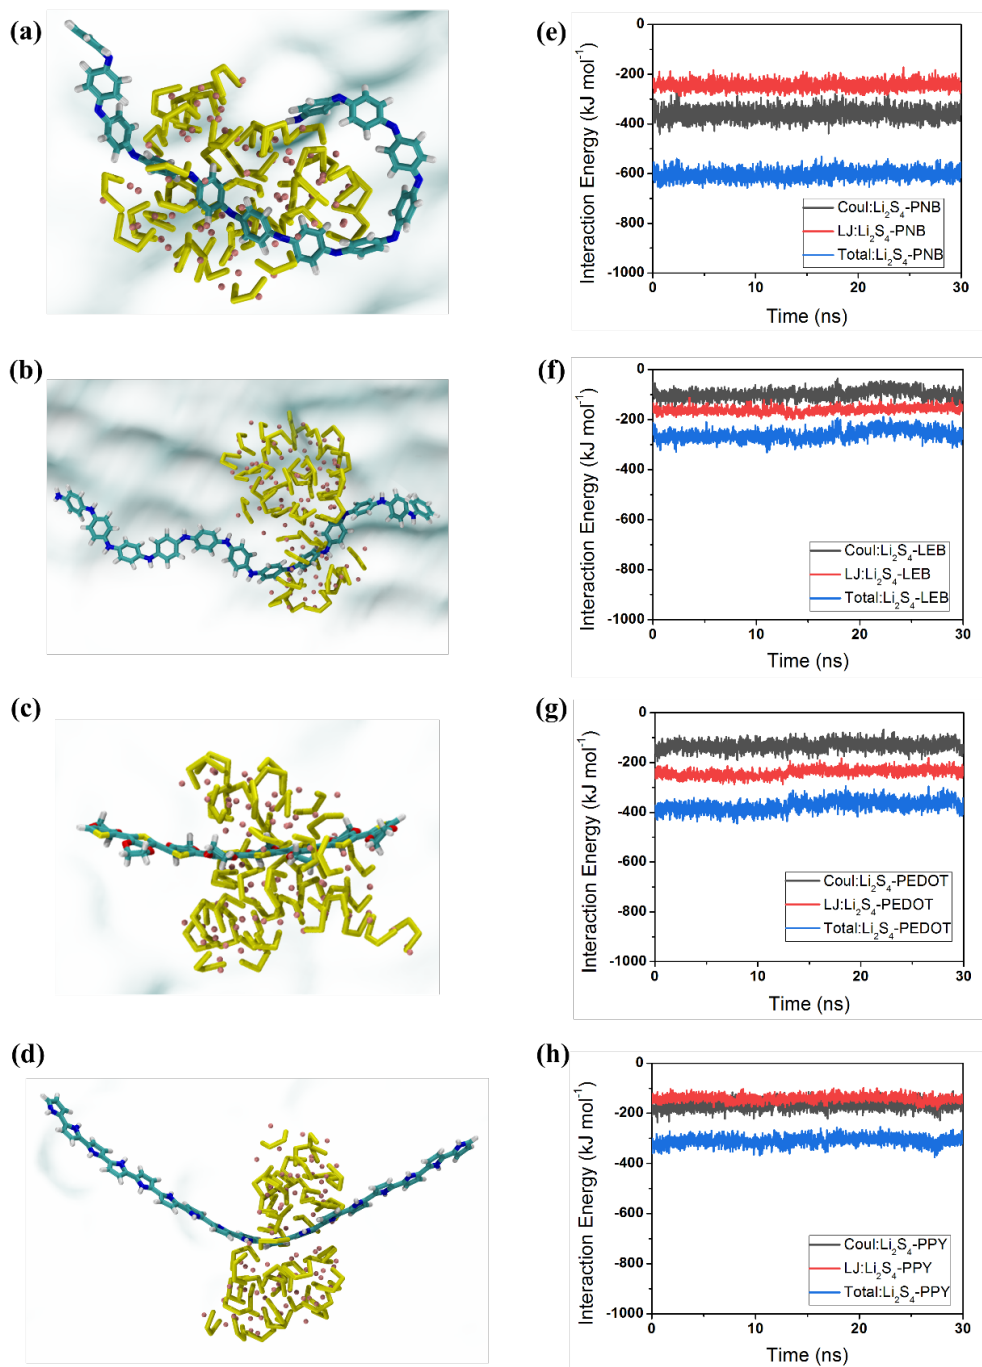 (a)
(e)
0
-200
-400
-600
-800
-1000
Interaction Energy (kJ mol⁻¹)
Coul:Li₂S₄-PNB
LJ:Li₂S₄-PNB
Total:Li₂S₄-PNB
0 10 20 30
Time (ns)
(b)
(f)
0
-200
-400
-600
-800
-1000
Interaction Energy (kJ mol⁻¹)
Coul:Li₂S₄-LEB
LJ:Li₂S₄-LEB
Total:Li₂S₄-LEB
0 10 20 30
Time (ns)
(c)
(g)
0
-200
-400
-600
-800
-1000
Interaction Energy (kJ mol⁻¹)
Coul:Li₂S₄-PEDOT
LJ:Li₂S₄-PEDOT
Total:Li₂S₄-PEDOT
0 10 20 30
Time (ns)
(d)
(h)
0
-200
-400
-600
-800
-1000
Interaction Energy (kJ mol⁻¹)
Coul:Li₂S₄-PPY
LJ:Li₂S₄-PPY
Total:Li₂S₄-PPY
0 10 20 30
Time (ns)